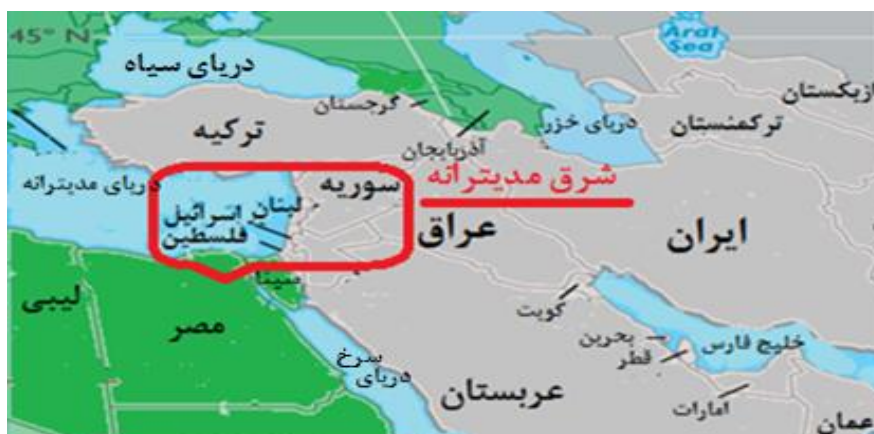 45° N
Aral
Sea
دریای سیاه
ازبکستان
گرجستان
ترکمنستان
دریای خزر
ترکیه
آذربایجان
شرق مدیترانه
دریای مدیترانه
سوریه
لبنان
اسرائیل
فلسطین
عراق
ایران
سینا
لیبی
مصر
کویت
بحرین
قطر
خلیج فارس
سرخ
دریای
عربستان
امارات
عمان